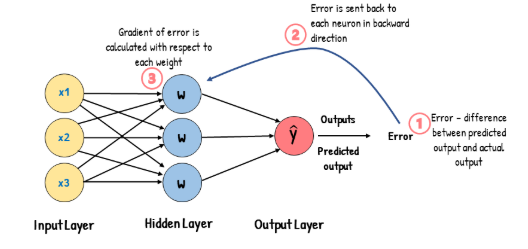 Error is sent back to
each neuron in backward
direction
2
Gradient of error is
calculated with respect to
each weight
3
x1
x2
x3
w
w
w
ŷ
Outputs
Predicted
output
Error
1
Error - difference
between predicted
output and actual
output
Input Layer
Hidden Layer
Output Layer